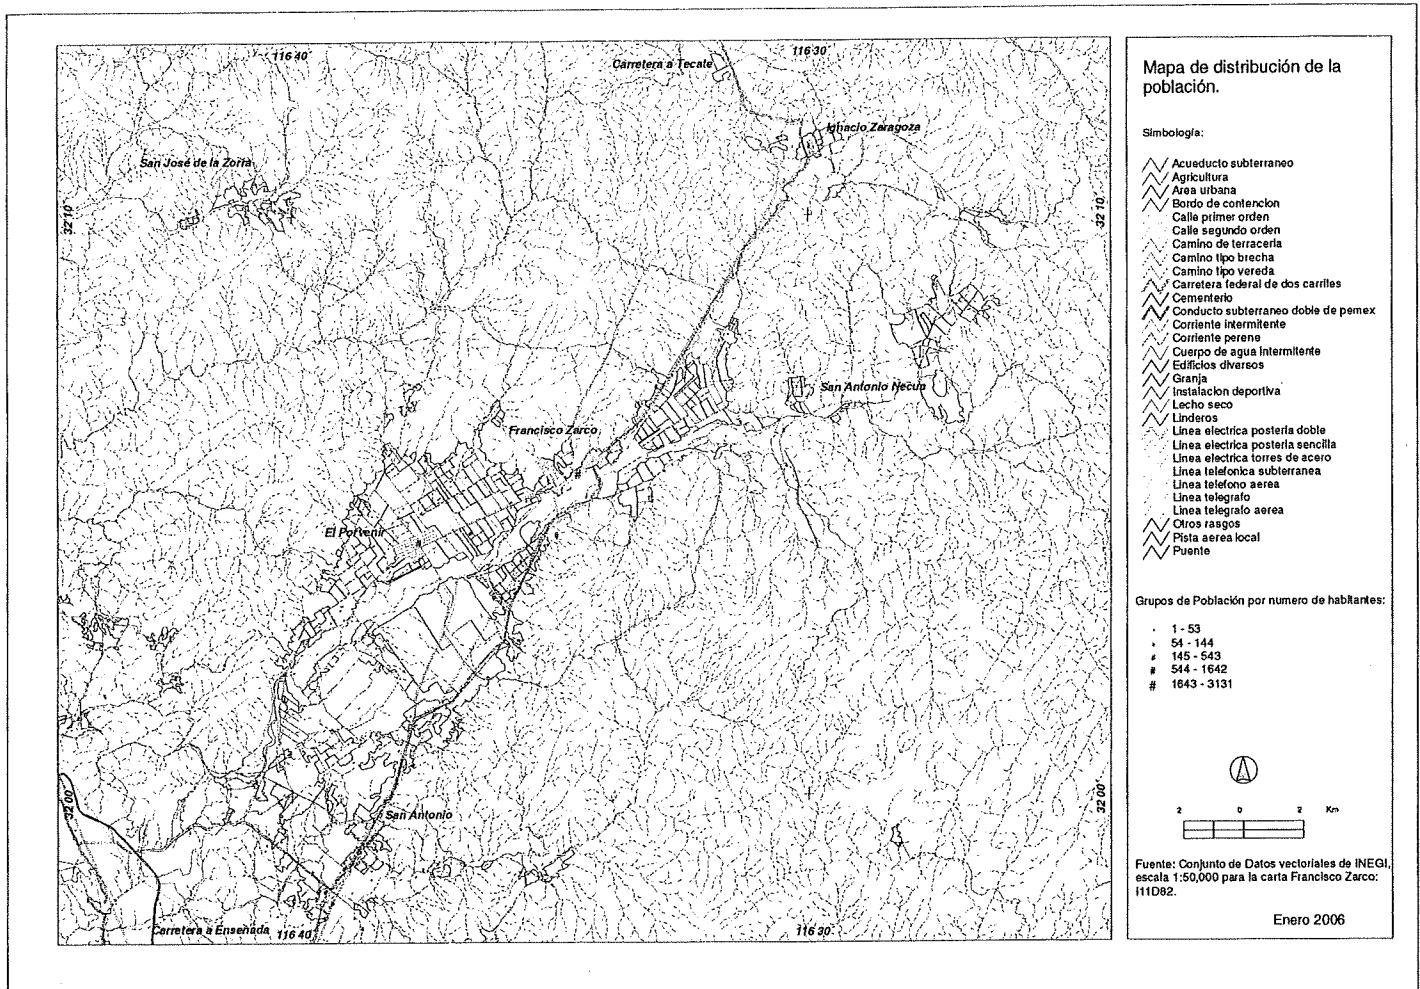 116 40
116 30
Carretera a Tecate
Ignacio Zaragoza
San José de la Zorra
32 10
32 10
San Antonio Necua
Francisco Zarco
El Porvenir
San Antonio
32 00
32 00
Carretera a Ensenada
116 40
116 30
Mapa de distribución de la
población.
Simbología:
Acueducto subterraneo
Agricultura
Area urbana
Bordo de contencion
Calle primer orden
Calle segundo orden
Camino de terraceria
Camino tipo brecha
Camino tipo vereda
Carretera federal de dos carriles
Cementerio
Conducto subterraneo doble de pemex
Corriente intermitente
Corriente perene
Cuerpo de agua intermitente
Edificios diversos
Granja
Instalacion deportiva
Lecho seco
Linderos
Linea electrica posteria doble
Linea electrica posteria sencilla
Linea electrica torres de acero
Linea telefonica subterranea
Linea telefono aerea
Linea telegrafo
Linea telegrafo aerea
Otros rasgos
Pista aerea local
Puente
Grupos de Población por numero de habitantes:
1 - 53
54 - 144
# 145 - 543
# 544 - 1642
# 1643 - 3131
2 0 2 Km
Fuente: Conjunto de Datos vectoriales de INEGI,
escala 1:50,000 para la carta Francisco Zarco:
I11D82.
Enero 2006